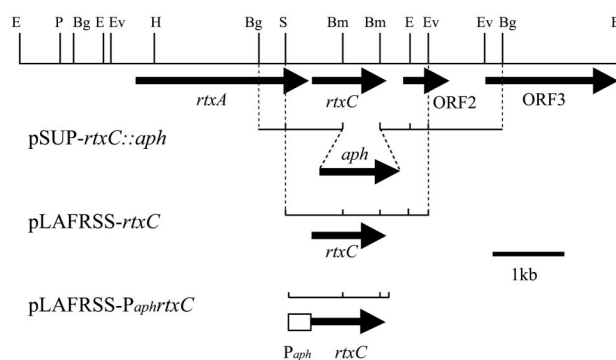 E P Bg E Ev H Bg S Bm Bm E Ev Ev Bg E
rtxA rtxC ORF2 ORF3
pSUP-rtxC::aph
aph
pLAFRSS-rtxC
rtxC
1kb
pLAFRSS-PaphrtxC
Paph rtxC